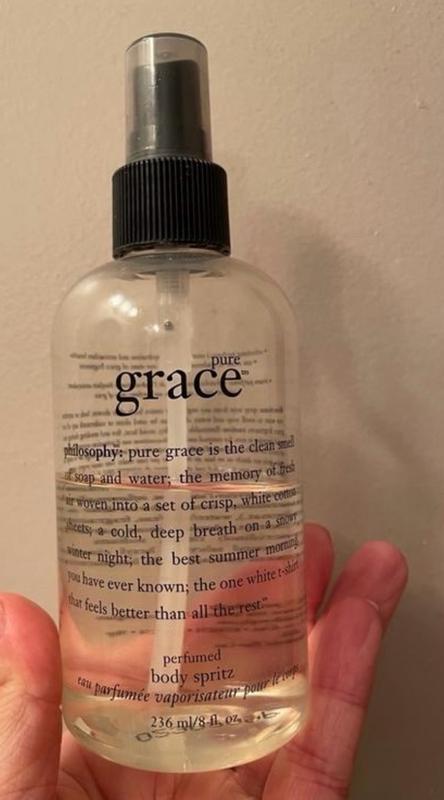 pure
grace™
philosophy: pure grace is the clean smell
of soap and water; the memory of fresh
air woven into a set of crisp, white cotton
sheets; a cold, deep breath on a snowy
winter night; the best summer morning
you have ever known; the one white t-shirt
that feels better than all the rest.™
perfumed
body spritz
eau parfumée vaporisateur pour le corps
236 ml/8 fl. oz.